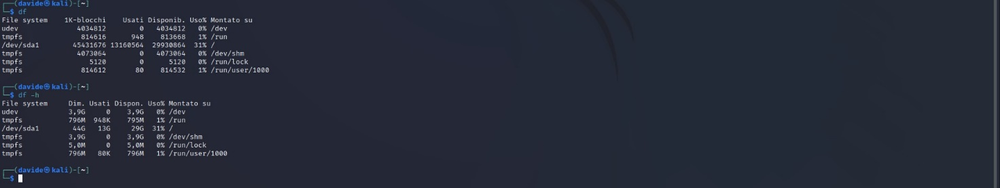 ┌──(davide㉿kali)-[~]
└─$ df
File system    1K-blocchi    Usati Disponib. Uso% Montato su
udev              4034812        0   4034812   0% /dev
tmpfs              814616      948    813668   1% /run
/dev/sda1        45431676 13160564  29930864  31% /
tmpfs             4073064        0   4073064   0% /dev/shm
tmpfs                5120        0      5120   0% /run/lock
tmpfs              814612       80    814532   1% /run/user/1000
┌──(davide㉿kali)-[~]
└─$ df -h
File system     Dim. Usati Dispon. Uso% Montato su
udev            3,9G     0    3,9G   0% /dev
tmpfs           796M  948K    795M   1% /run
/dev/sda1        44G   13G     29G  31% /
tmpfs           3,9G     0    3,9G   0% /dev/shm
tmpfs           5,0M     0    5,0M   0% /run/lock
tmpfs           796M   80K    796M   1% /run/user/1000
┌──(davide㉿kali)-[~]
└─$